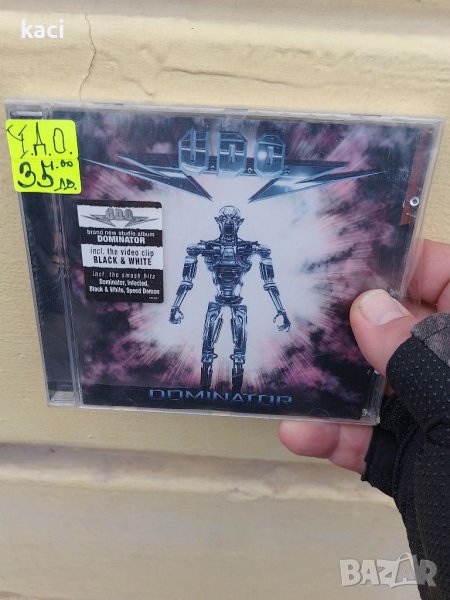 kaci
У.Д.О.
35.00
лв.
U.D.O.
U.D.O.
brand new studio album
DOMINATOR
incl. the video clip
BLACK & WHITE
incl. the smash hits
Dominator, Infected,
Black & White, Speed Demon
DOMINATOR
BAZAR